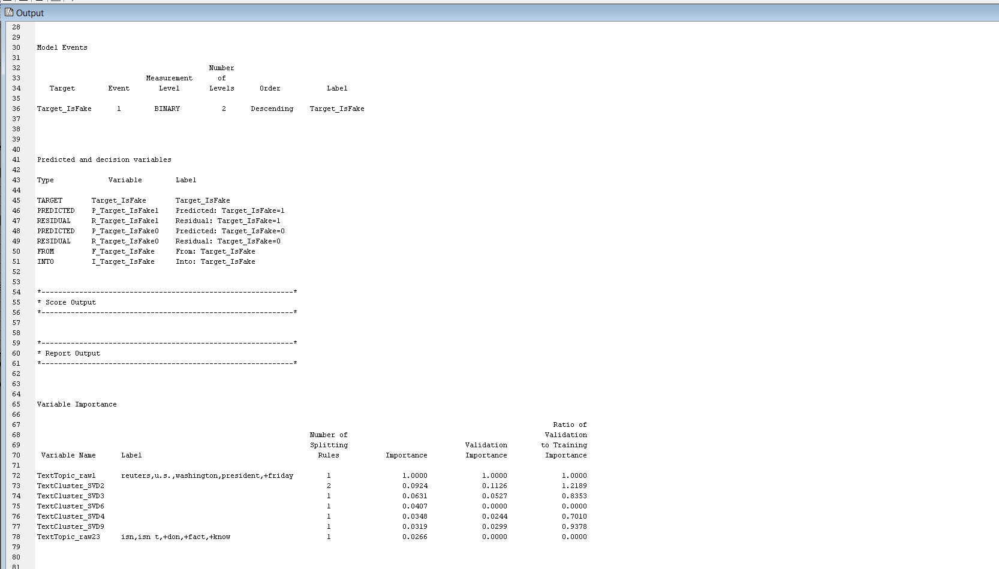 Output
28
29
30 Model Events
31
32 Number
33 Measurement of
34 Target Event Level Levels Order Label
35
36 Target_IsFake 1 BINARY 2 Descending Target_IsFake
37
38
39
40
41 Predicted and decision variables
42
43 Type Variable Label
44
45 TARGET Target_IsFake Target_IsFake
46 PREDICTED P_Target_IsFake1 Predicted: Target_IsFake=1
47 RESIDUAL R_Target_IsFake1 Residual: Target_IsFake=1
48 PREDICTED P_Target_IsFake0 Predicted: Target_IsFake=0
49 RESIDUAL R_Target_IsFake0 Residual: Target_IsFake=0
50 FROM F_Target_IsFake From: Target_IsFake
51 INTO I_Target_IsFake Into: Target_IsFake
52
53
54 *------------------------------------------------------------*
55 * Score Output
56 *------------------------------------------------------------*
57
58
59 *------------------------------------------------------------*
60 * Report Output
61 *------------------------------------------------------------*
62
63
64
65 Variable Importance
66
67 Ratio of
68 Number of Validation
69 Splitting Validation to Training
70 Variable Name Label Rules Importance Importance Importance
71
72 TextTopic_raw1 reuters,u.s.,washington,president,+friday 1 1.0000 1.0000 1.0000
73 TextCluster_SVD2 2 0.0924 0.1126 1.2189
74 TextCluster_SVD3 1 0.0631 0.0527 0.8353
75 TextCluster_SVD6 1 0.0407 0.0000 0.0000
76 TextCluster_SVD4 1 0.0348 0.0244 0.7010
77 TextCluster_SVD9 1 0.0319 0.0299 0.9378
78 TextTopic_raw23 isn,isn t,+don,+fact,+know 1 0.0266 0.0000 0.0000
79
80
81